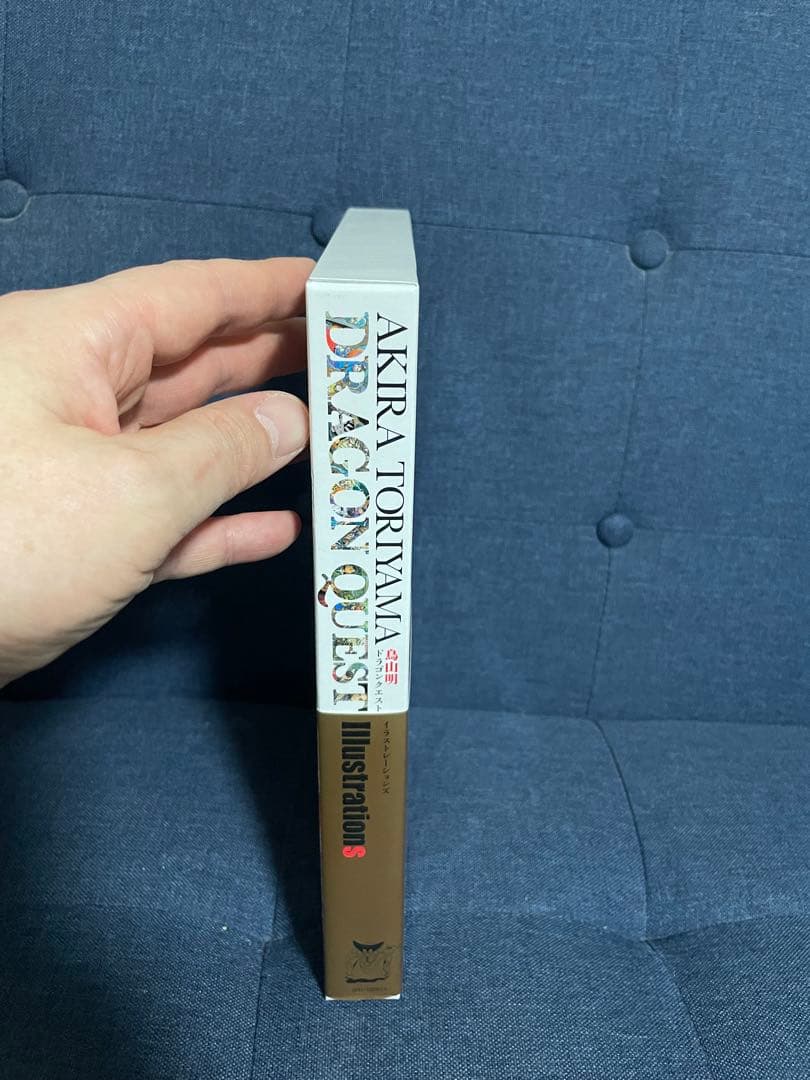 AKIRA TORIYAMA
鳥山明
DRAGON QUEST
ドラゴンクエスト
Illustrations
イラストレーションズ